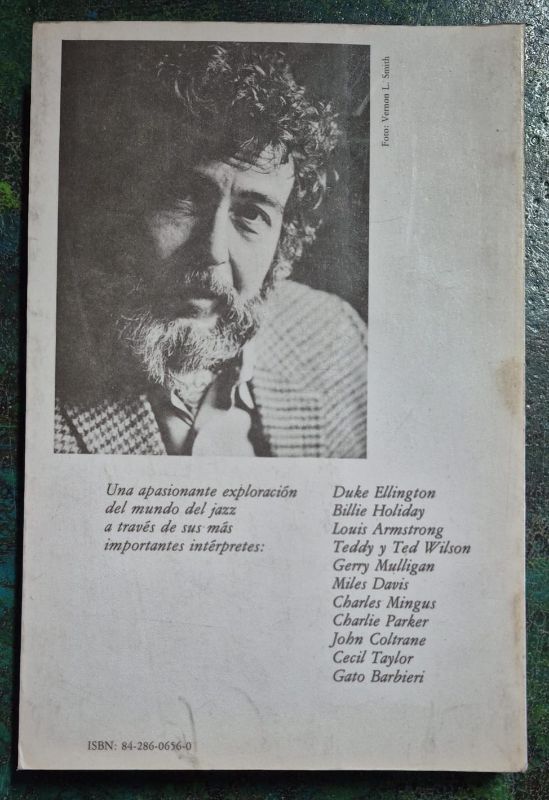 Foto: Vernon L. Smith
Una apasionante exploración
del mundo del jazz
a través de sus más
importantes intérpretes:
Duke Ellington
Billie Holiday
Louis Armstrong
Teddy y Ted Wilson
Gerry Mulligan
Miles Davis
Charles Mingus
Charlie Parker
John Coltrane
Cecil Taylor
Gato Barbieri
ISBN: 84-286-0656-0